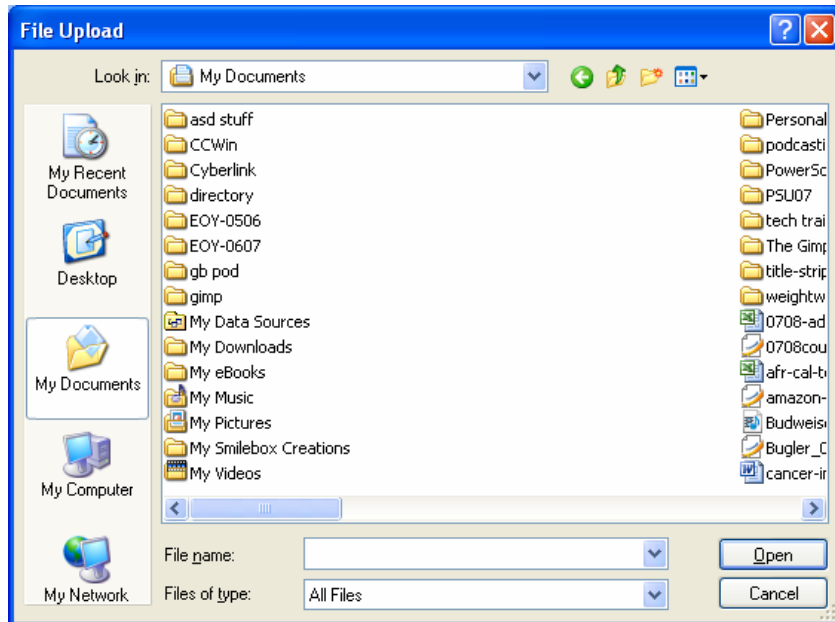 File Upload
Look in: My Documents
My Recent
Documents
Desktop
My Documents
My Computer
My Network
asd stuff
CCWin
Cyberlink
directory
EOY-0506
EOY-0607
gb pod
gimp
My Data Sources
My Downloads
My eBooks
My Music
My Pictures
My Smilebox Creations
My Videos
Personal
podcasti
PowerSc
PSU07
tech trai
The Gimp
title-strip
weightw
0708-ad
0708cou
afr-cal-t
amazon-
Budweise
Bugler_C
cancer-ir
File name:
Open
Files of type: All Files
Cancel